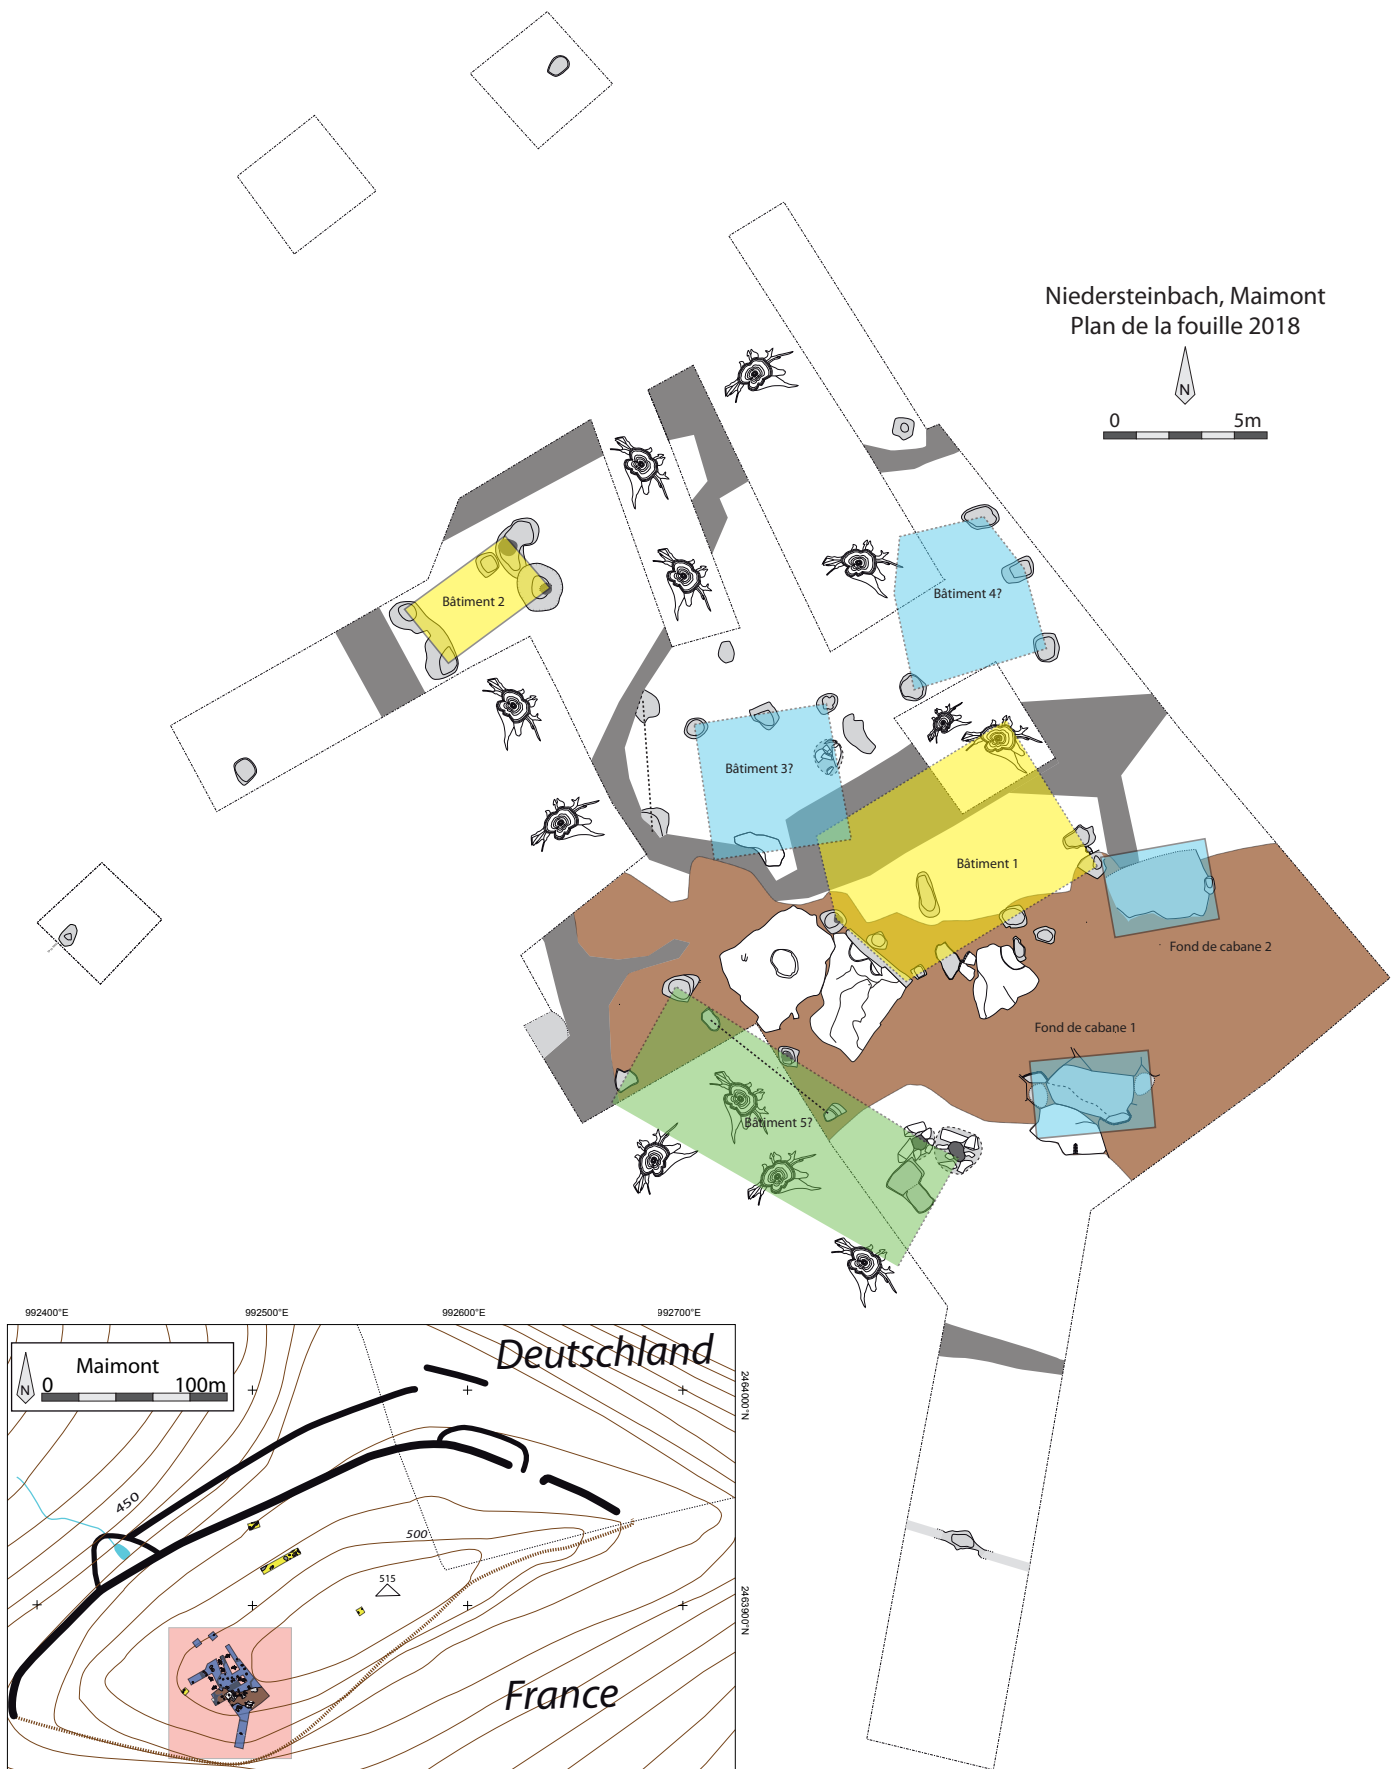 Niedersteinbach, Maimont
Plan de la fouille 2018
N
0 5m
Bâtiment 2
Bâtiment 4?
Bâtiment 3?
Bâtiment 1
Fond de cabane 2
Fond de cabane 1
Bâtiment 5?
992400°E 992500°E 992600°E 992700°E
Deutschland
Maimont
N
0 100m
2464000°N
450
500
515
2463900°N
France